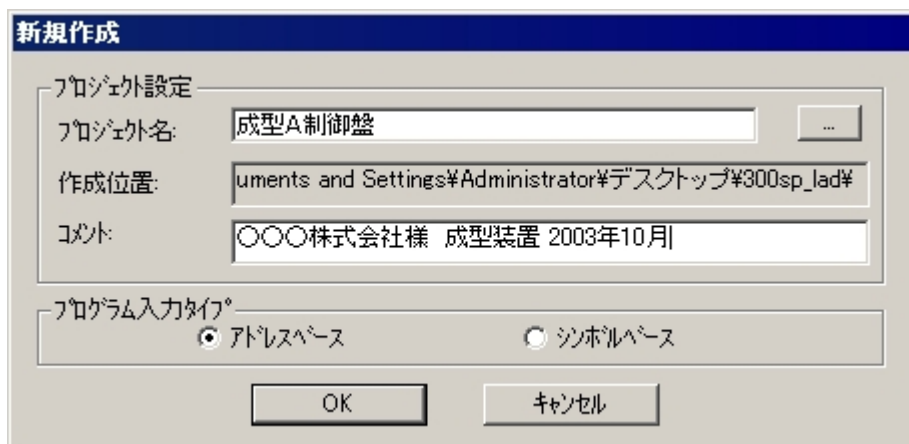 新規作成
プロジェクト設定
プロジェクト名: 成型A制御盤 ...
作成位置: uments and Settings¥Administrator¥デスクトップ¥300sp_lad¥
コメント: 〇〇〇株式会社様 成型装置 2003年10月
プログラム入力タイプ
アドレスベース シンボルベース
OK キャンセル